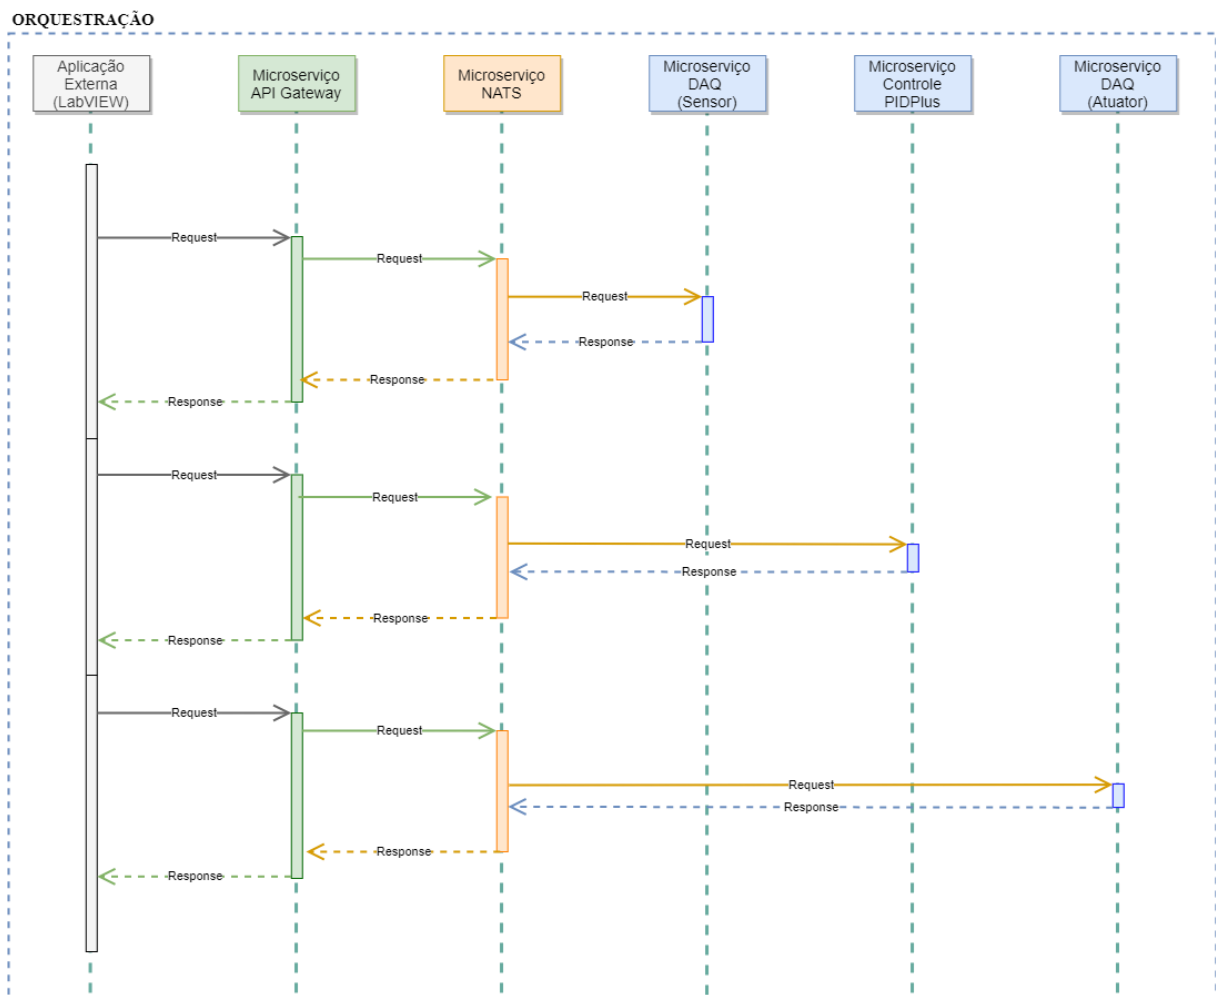 ORQUESTRAÇÃO
Aplicação
Externa
(LabVIEW)
Microserviço
API Gateway
Microserviço
NATS
Microserviço
DAQ
(Sensor)
Microserviço
Controle
PIDPlus
Microserviço
DAQ
(Atuator)
Request
Request
Request
Response
Response
Response
Request
Request
Request
Response
Response
Response
Request
Request
Request
Response
Response
Response